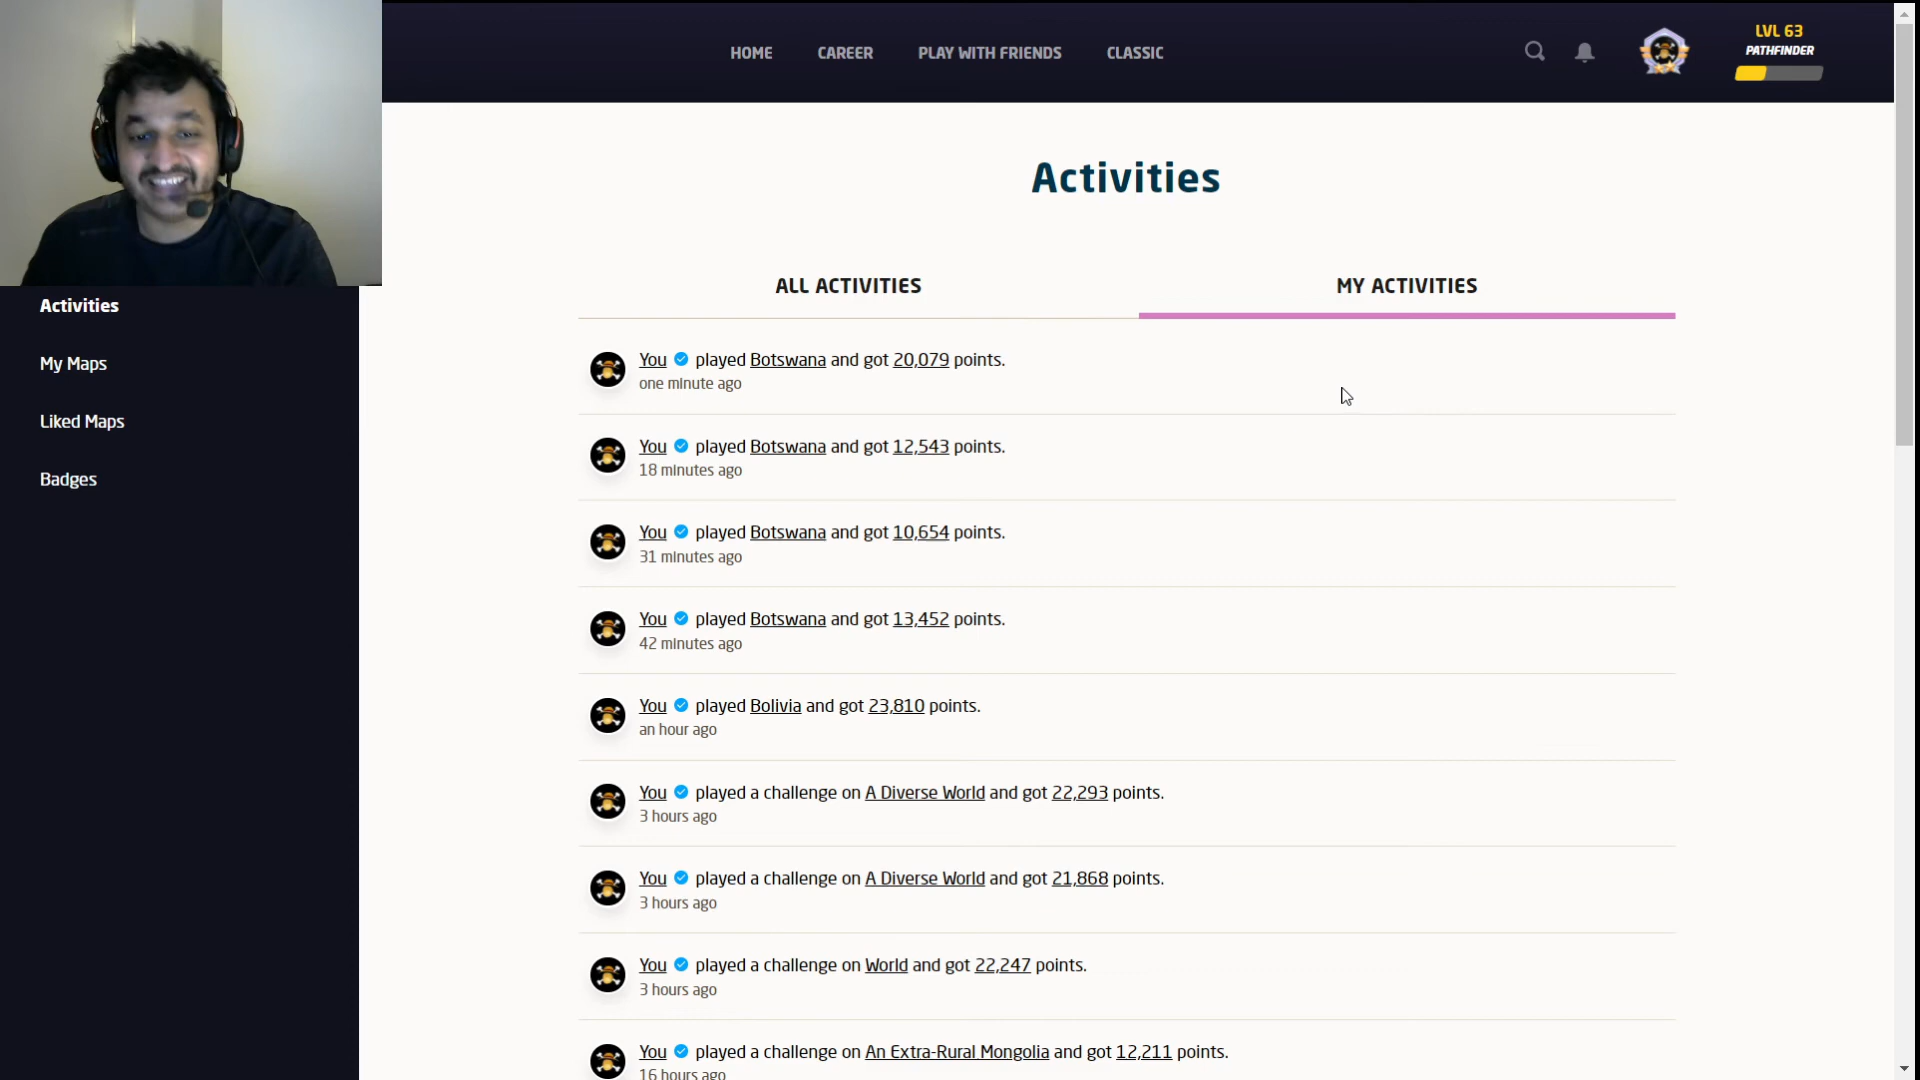 HOME
CAREER
PLAY WITH FRIENDS
CLASSIC
LVL 63
PATHFINDER
Activities
My Maps
Liked Maps
Badges
Activities
ALL ACTIVITIES
MY ACTIVITIES
You played Botswana and got 20,079 points.
one minute ago
You played Botswana and got 12,543 points.
18 minutes ago
You played Botswana and got 10,654 points.
31 minutes ago
You played Botswana and got 13,452 points.
42 minutes ago
You played Bolivia and got 23,810 points.
an hour ago
You played a challenge on A Diverse World and got 22,293 points.
3 hours ago
You played a challenge on A Diverse World and got 21,868 points.
3 hours ago
You played a challenge on World and got 22,247 points.
3 hours ago
You played a challenge on An Extra-Rural Mongolia and got 12,211 points.
16 hours ago